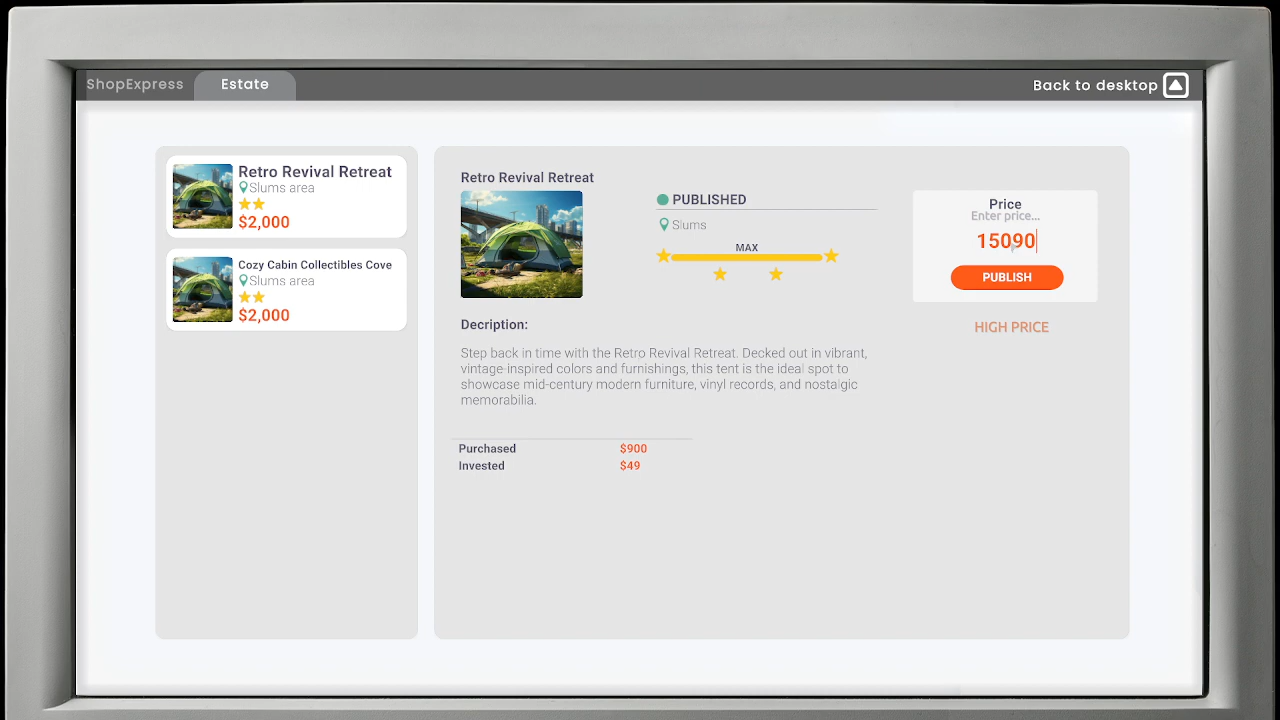 ShopExpress
Estate
Back to desktop
Retro Revival Retreat
Slums area
$2,000
Cozy Cabin Collectibles Cove
Slums area
$2,000
Retro Revival Retreat
PUBLISHED
Slums
MAX
Decription:
Step back in time with the Retro Revival Retreat. Decked out in vibrant,
vintage-inspired colors and furnishings, this tent is the ideal spot to
showcase mid-century modern furniture, vinyl records, and nostalgic
memorabilia.
Purchased $900
Invested $49
Price
Enter price...
15090
PUBLISH
HIGH PRICE